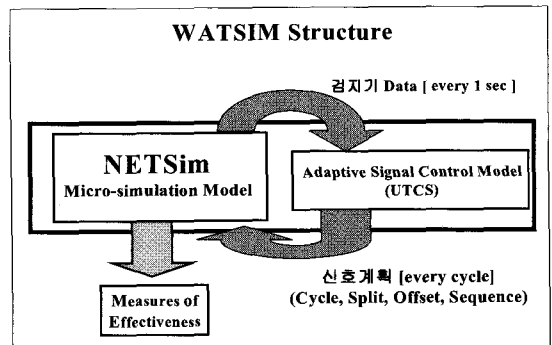 WATSIM Structure
검지기 Data [ every 1 sec ]
NETSim
Micro-simulation Model
Adaptive Signal Control Model
(UTCS)
신호계획 [every cycle]
(Cycle, Split, Offset, Sequence)
Measures of
Effectiveness